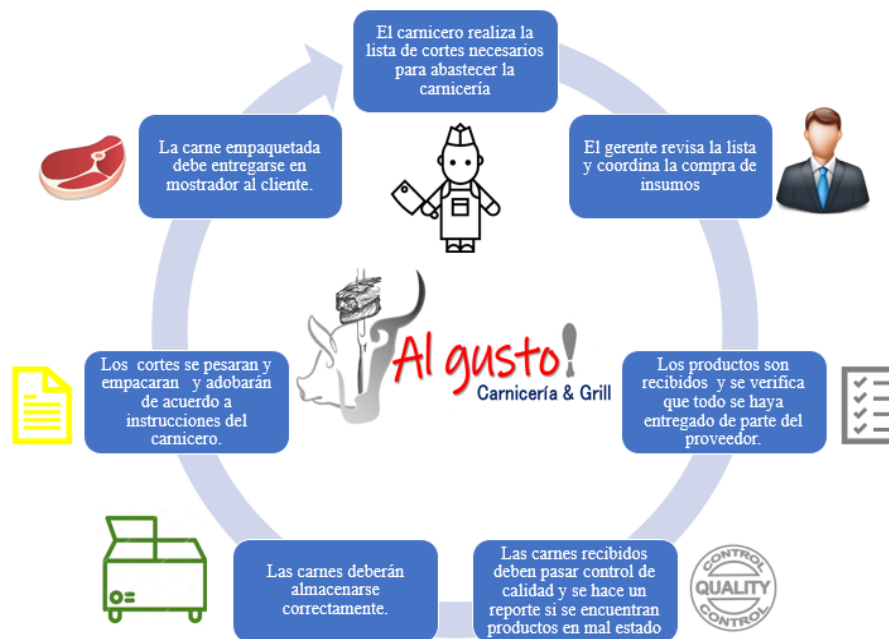 El carnicero realiza la
lista de cortes necesarios
para abastecer la
carnicería
El gerente revisa la lista
y coordina la compra de
insumos
Los productos son
recibidos y se verifica
que todo se haya
entregado de parte del
proveedor.
Las carnes recibidos
deben pasar control de
calidad y se hace un
reporte si se encuentran
productos en mal estado
CONTROL
QUALITY
CONTROL
Las carnes deberán
almacenarse
correctamente.
Los cortes se pesaran y
empacaran y adobarán
de acuerdo a
instrucciones del
carnicero.
La carne empaquetada
debe entregarse en
mostrador al cliente.
Al gusto!
Carnicería & Grill